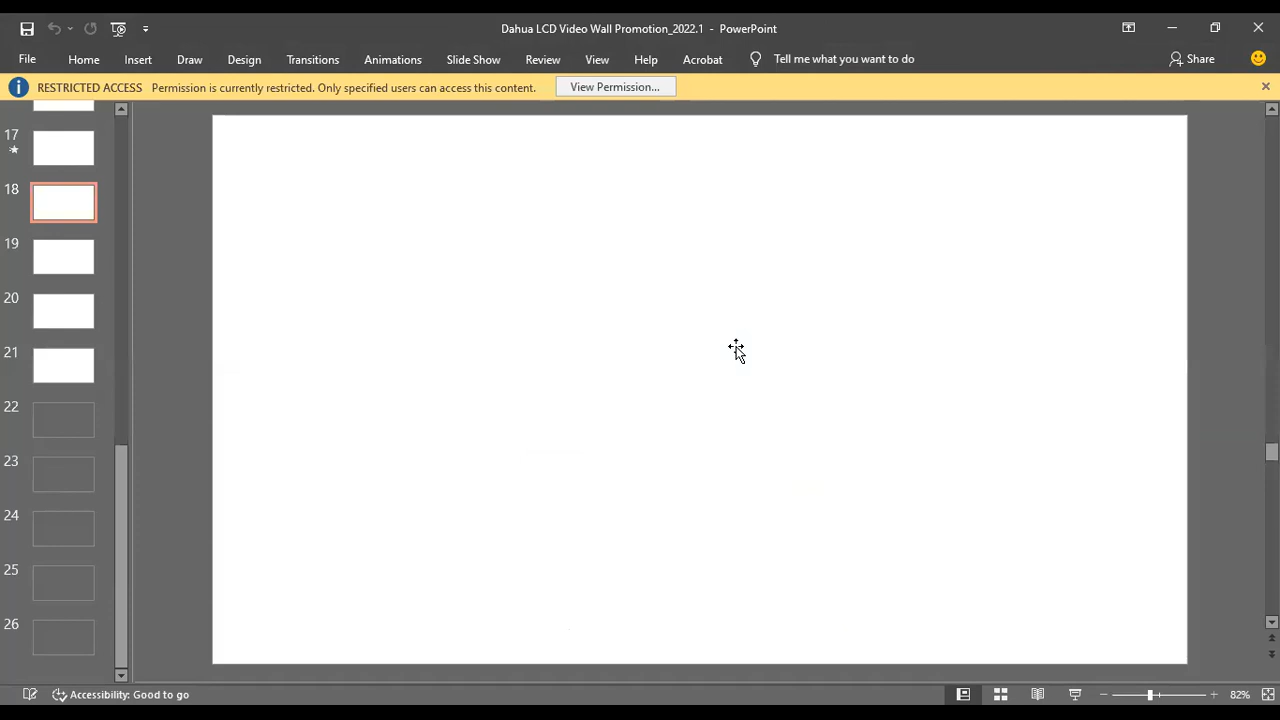 Dahua LCD Video Wall Promotion_2022.1 - PowerPoint
File Home Insert Draw Design Transitions Animations Slide Show Review View Help Acrobat Tell me what you want to do Share
RESTRICTED ACCESS Permission is currently restricted. Only specified users can access this content. View Permission...
17
18
19
20
21
22
23
24
25
26
Accessibility: Good to go 82%